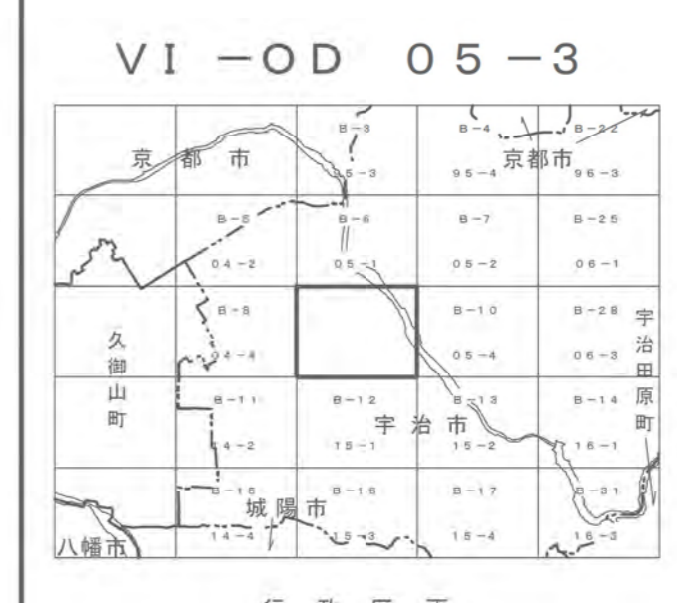 VI －OD 05－3
B-3 B-4 B-22
京都市 京都市
95-3 95-4 96-3
B-5 B-6 B-7 B-25
04-2 05-1 05-2 06-1
B-8 B-10 B-28
宇治田原町
久御山町
04-4 05-4 06-3
B-11 B-12 B-13 B-14
宇治市
14-2 15-1 15-2 16-1
B-15 B-16 B-17 B-31
城陽市
14-4 15-3 15-4 16-3
八幡市